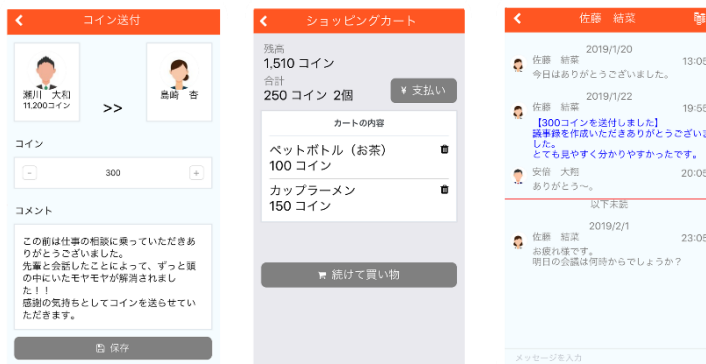 コイン送付
瀬川 大和
11,200コイン
>>
島崎 杏
コイン
-
300
+
コメント
この前は仕事の相談に乗っていただきあ
りがとうございました。
先輩と会話したことによって、ずっと頭
の中にいたモヤモヤが解消されまし
た！！
感謝の気持ちとしてコインを送らせてい
ただきます。
保存
ショッピングカート
残高
1,510 コイン
合計
250 コイン 2個
¥ 支払い
カートの内容
ペットボトル（お茶）
100 コイン
カップラーメン
150 コイン
続けて買い物
佐藤 結菜
2019/1/20
佐藤 結菜 13:05
今日はありがとうございました。
2019/1/22
佐藤 結菜 19:55
【300コインを送付しました】
議事録を作成いただきありがとうございま
した。
とても見やすく分かりやすかったです。
安倍 大翔 20:05
ありがとう〜。
以下未読
2019/2/1
佐藤 結菜 23:05
お疲れ様です。
明日の会議は何時からでしょうか？
メッセージを入力